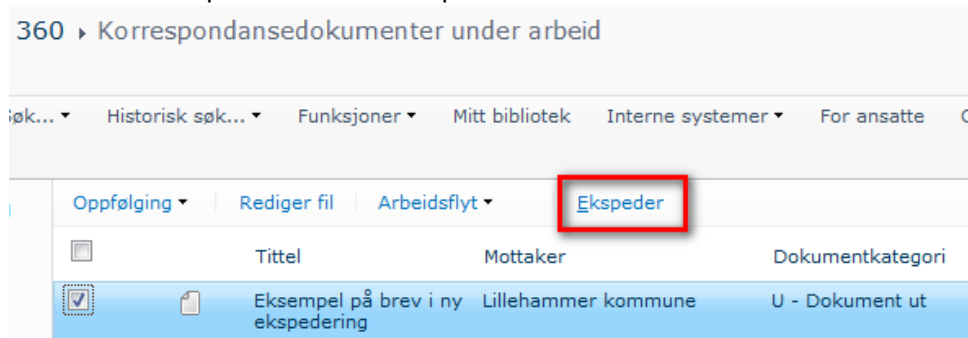 360 ▸ Korrespondansedokumenter under arbeid
øk... Historisk søk... Funksjoner Mitt bibliotek Interne systemer For ansatte
Oppfølging Rediger fil Arbeidsflyt Ekspeder
Tittel Mottaker Dokumentkategori
Eksempel på brev i ny Lillehammer kommune U - Dokument ut
ekspedering